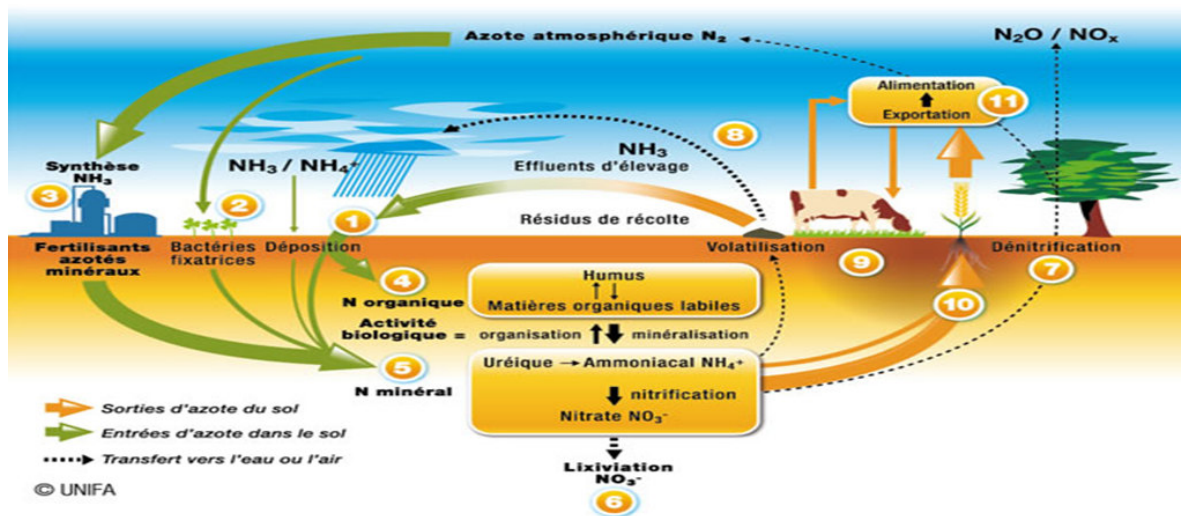 Azote atmosphérique N₂
N₂O / NOₓ
Alimentation
11
Exportation
8
NH₃
Effluents d'élevage
Synthèse
NH₃
3
NH₃ / NH₄⁺
2
1
Résidus de récolte
Fertilisants
azotés
minéraux
Bactéries
fixatrices
Déposition
Volatilisation
Dénitrification
9
7
4
N organique
Humus
Matières organiques labiles
10
Activité
biologique =
organisation
minéralisation
5
N minéral
Uréique → Ammoniacal NH₄⁺
nitrification
Nitrate NO₃⁻
Sorties d'azote du sol
Entrées d'azote dans le sol
Transfert vers l'eau ou l'air
Lixiviation
NO₃⁻
6
© UNIFA